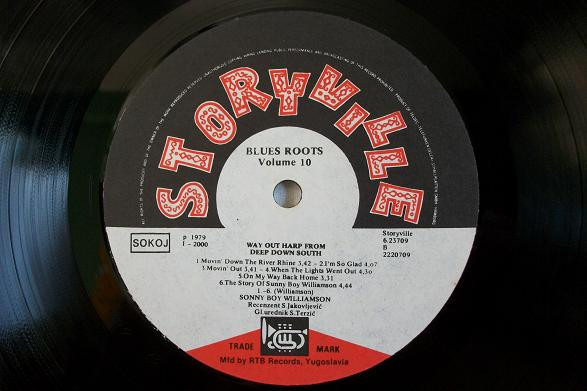 STORYVILLE
BLUES ROOTS
Volume 10
SOKOJ
p 1979
1 - 2000
WAY OUT HARP FROM
DEEP DOWN SOUTH
Storyville
6.23709
B
2220709
1.Movin' Down The River Rhine 3,42 - 2.I'm So Glad 4,07
3.Movin' Out 3,41 - 4.When The Lights Went Out 4,30
5.On My Way Back Home 3,31
6.The Story Of Sunny Boy Williamson 4,44
1.-6. (Williamson)
SONNY BOY WILLIAMSON
Recenzent S.Jakovljević
Gl.urednik S.Terzić
TRADE MARK
Mfd by RTB Records, Yugoslavia